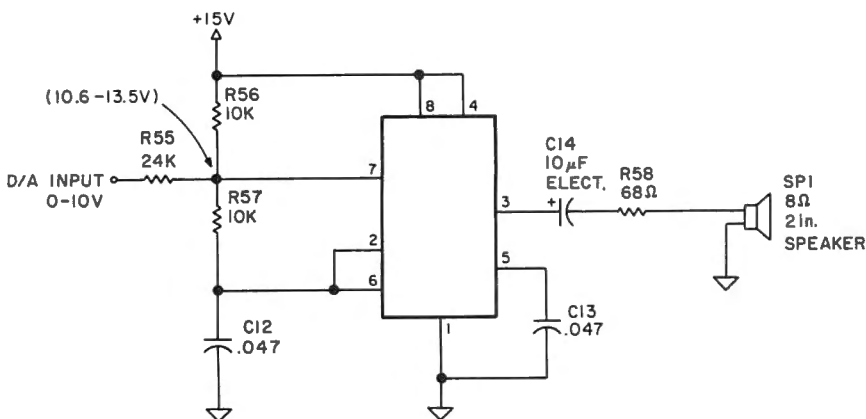 +15V
(10.6-13.5V)
R56
10K
8
4
R55
24K
7
D/A INPUT
0-10V
R57
10K
C14
10µF
ELECT.
+
R58
68Ω
3
SP1
8Ω
2in.
SPEAKER
2
5
6
C12
.047
1
C13
.047